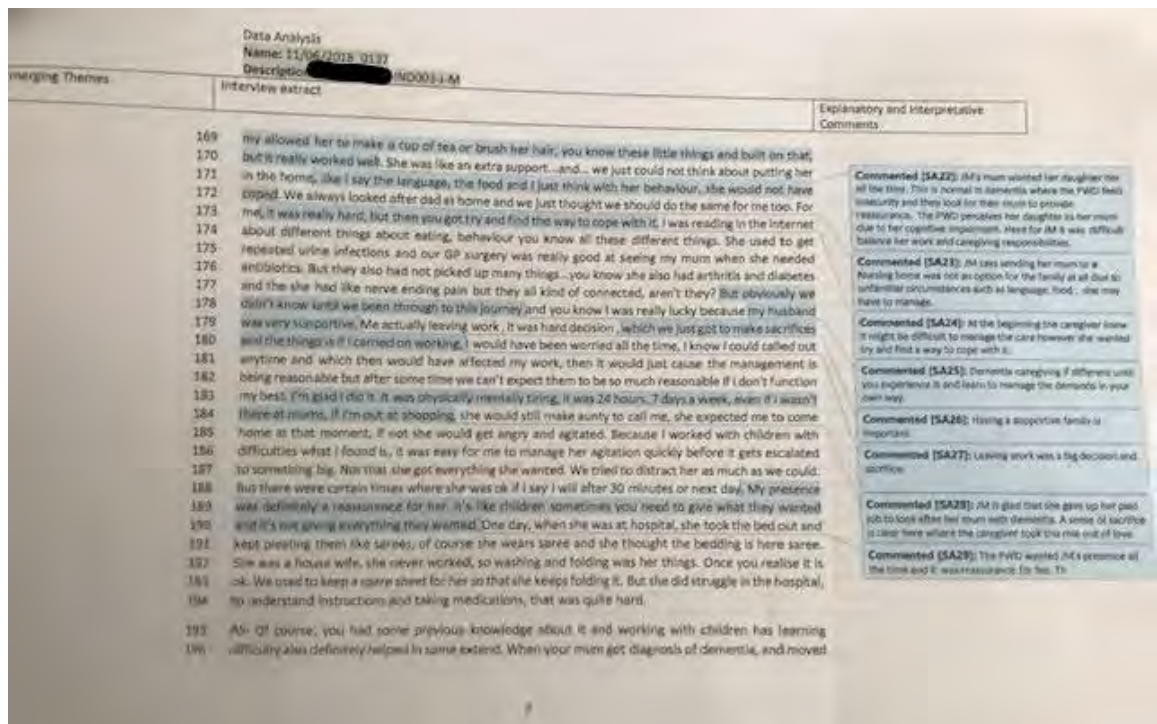 Data Analysis
Name: 11/06/2018 0137
Description IND003-J-M
merging Themes
Interview extract
Explanatory and Interpretative
Comments
169 my allowed her to make a cup of tea or brush her hair, you know these little things and built on that,
170 but it really worked well. She was like an extra support...and... we just could not think about putting her
171 in the home, like I say the language, the food and I just think with her behaviour, she would not have
172 coped. We always looked after dad at home and we just thought we should do the same for me too. For
173 me, it was really hard, but then you got try and find the way to cope with it. I was reading in the internet
174 about different things about eating, behaviour you know all these different things. She used to get
175 repeated urine infections and our GP surgery was really good at seeing my mum when she needed
176 antibiotics. But they also had not picked up many things...you know she also had arthritis and diabetes
177 and the she had like nerve ending pain but they all kind of connected, aren't they? But obviously we
178 didn't know until we been through to this journey and you know I was really lucky because my husband
179 was very supportive. Me actually leaving work , it was hard decision , which we just got to make sacrifices
180 and the things is if I carried on working, I would have been worried all the time, I know I could called out
181 anytime and which then would have affected my work, then it would just cause the management is
182 being reasonable but after some time we can't expect them to be so much reasonable if I don't function
183 my best. I'm glad I did it. It was physically mentally tiring, it was 24 hours, 7 days a week, even if I wasn't
184 there at mums, if I'm out at shopping, she would still make aunty to call me, she expected me to come
185 home at that moment, if not she would get angry and agitated. Because I worked with children with
186 difficulties what I found is, it was easy for me to manage her agitation quickly before it gets escalated
187 to something big. Not that she got everything she wanted. We tried to distract her as much as we could.
188 But there were certain times where she was ok if I say I will after 30 minutes or next day. My presence
189 was definitely a reassurance for her. It's like children sometimes you need to give what they wanted
190 and it's not giving everything they wanted. One day, when she was at hospital, she took the bed out and
191 kept pleating them like sarees, of course she wears saree and she thought the bedding is here saree.
192 She was a house wife, she never worked, so washing and folding was her things. Once you realise it is
193 ok. We used to keep a spare sheet for her so that she keeps folding it. But she did struggle in the hospital,
194 to understand instructions and taking medications, that was quite hard.
195 AS- Of course, you had some previous knowledge about it and working with children has learning
196 difficulty also definitely helped in some extend. When your mum got diagnosis of dementia, and moved
Commented [SA22]: JM's mum wanted her daughter
all the time. This is normal in dementia where the PWD feels
insecurity and they look for their mum to provide
reassurance. The PWD perceives her daughter as her mum
due to her cognitive impairment. Here for JM it was difficult
balance her work and caregiving responsibilities.
Commented [SA23]: JM says sending her mum to a
Nursing home was not an option for the family at all due to
unfamiliar circumstances such as language, food , she may
have to manage.
Commented [SA24]: At the beginning the caregiver knew
it might be difficult to manage the care however she wanted
try and find a way to cope with it.
Commented [SA25]: Dementia caregiving if different until
you experience it and learn to manage the demands in your
own way.
Commented [SA26]: Having a supportive family is
important.
Commented [SA27]: Leaving work was a big decision and
sacrifice.
Commented [SA28]: JM is glad that she gave up her paid
job to look after her mum with dementia. A sense of sacrifice
is clear here where the caregiver took this role out of love.
Commented [SA29]: The PWD wanted JM's presence all
the time and it was reassurance for her. Th